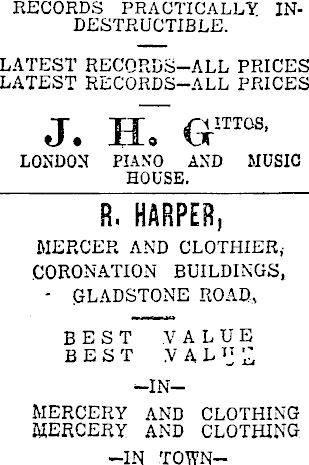 RECORDS PRACTICALLY IN-
DESTRUCTIBLE.
LATEST RECORDS—ALL PRICES
LATEST RECORDS—ALL PRICES
J. H. GITTOS,
LONDON PIANO AND MUSIC
HOUSE.
R. HARPER,
MERCER AND CLOTHIER,
CORONATION BUILDINGS,
GLADSTONE ROAD,
BEST VALUE
BEST VALUE
—IN—
MERCERY AND CLOTHING
MERCERY AND CLOTHING
—IN TOWN—